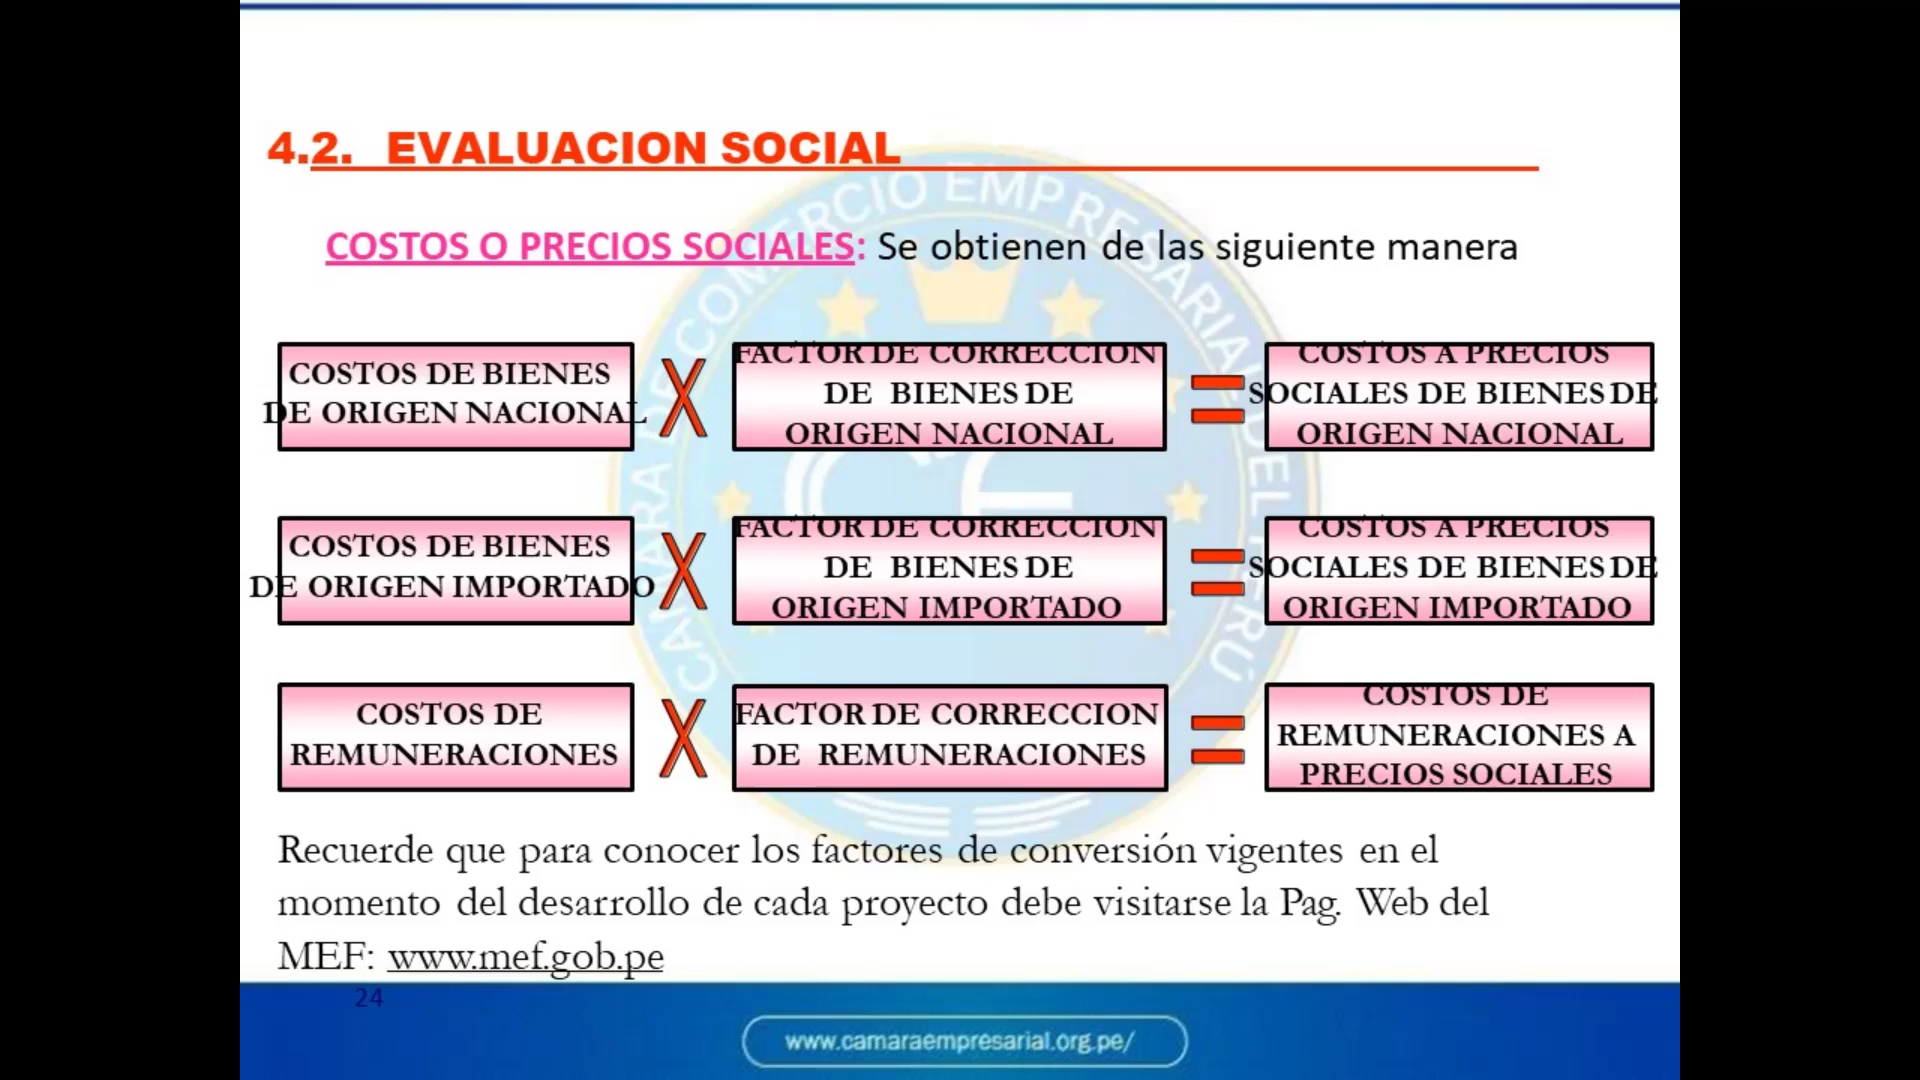 4.2. EVALUACION SOCIAL
COSTOS O PRECIOS SOCIALES: Se obtienen de las siguiente manera
COSTOS DE BIENES
DE ORIGEN NACIONAL
X
FACTOR DE CORRECCION
DE BIENES DE
ORIGEN NACIONAL
=
COSTOS A PRECIOS
SOCIALES DE BIENES DE
ORIGEN NACIONAL
COSTOS DE BIENES
DE ORIGEN IMPORTADO
X
FACTOR DE CORRECCION
DE BIENES DE
ORIGEN IMPORTADO
=
COSTOS A PRECIOS
SOCIALES DE BIENES DE
ORIGEN IMPORTADO
COSTOS DE
REMUNERACIONES
X
FACTOR DE CORRECCION
DE REMUNERACIONES
=
COSTOS DE
REMUNERACIONES A
PRECIOS SOCIALES
Recuerde que para conocer los factores de conversión vigentes en el
momento del desarrollo de cada proyecto debe visitarse la Pag. Web del
MEF: www.mef.gob.pe
24
www.camaraempresarial.org.pe/